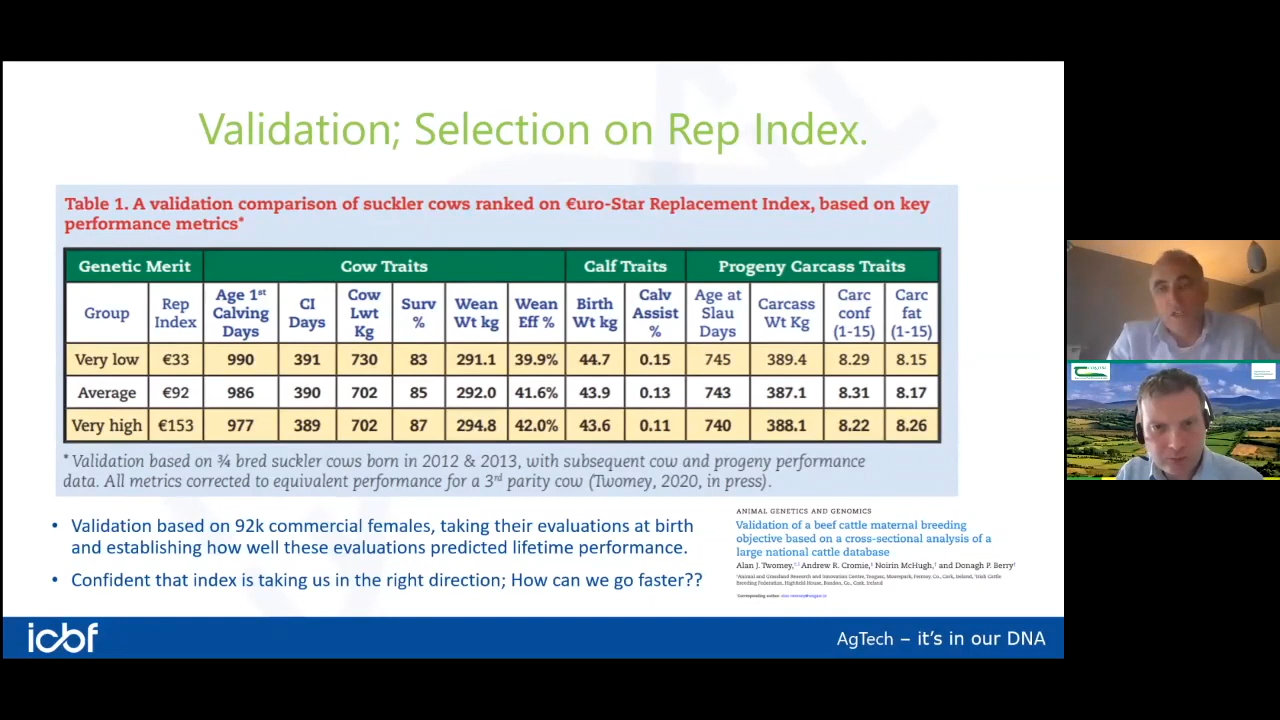 Validation; Selection on Rep Index.
Table 1. A validation comparison of suckler cows ranked on €uro-Star Replacement Index, based on key
performance metrics*
Genetic Merit Cow Traits Calf Traits Progeny Carcass Traits
Group Rep Index Age 1st Calving Days CI Days Cow Lwt Kg Surv % Wean Wt kg Wean Eff % Birth Wt kg Calv Assist % Age at Slau Days Carcass Wt Kg Carc conf (1-15) Carc fat (1-15)
Very low €33 990 391 730 83 291.1 39.9% 44.7 0.15 745 389.4 8.29 8.15
Average €92 986 390 702 85 292.0 41.6% 43.9 0.13 743 387.1 8.31 8.17
Very high €153 977 389 702 87 294.8 42.0% 43.6 0.11 740 388.1 8.22 8.26
* Validation based on ¾ bred suckler cows born in 2012 & 2013, with subsequent cow and progeny performance
data. All metrics corrected to equivalent performance for a 3rd parity cow (Twomey, 2020, in press).
• Validation based on 92k commercial females, taking their evaluations at birth
and establishing how well these evaluations predicted lifetime performance.
• Confident that index is taking us in the right direction; How can we go faster??
ANIMAL GENETICS AND GENOMICS
Validation of a beef cattle maternal breeding
objective based on a cross-sectional analysis of a
large national cattle database
Alan J. Twomey, Andrew R. Cromie, Noirin McHugh, and Donagh P. Berry
icbf
AgTech – it's in our DNA